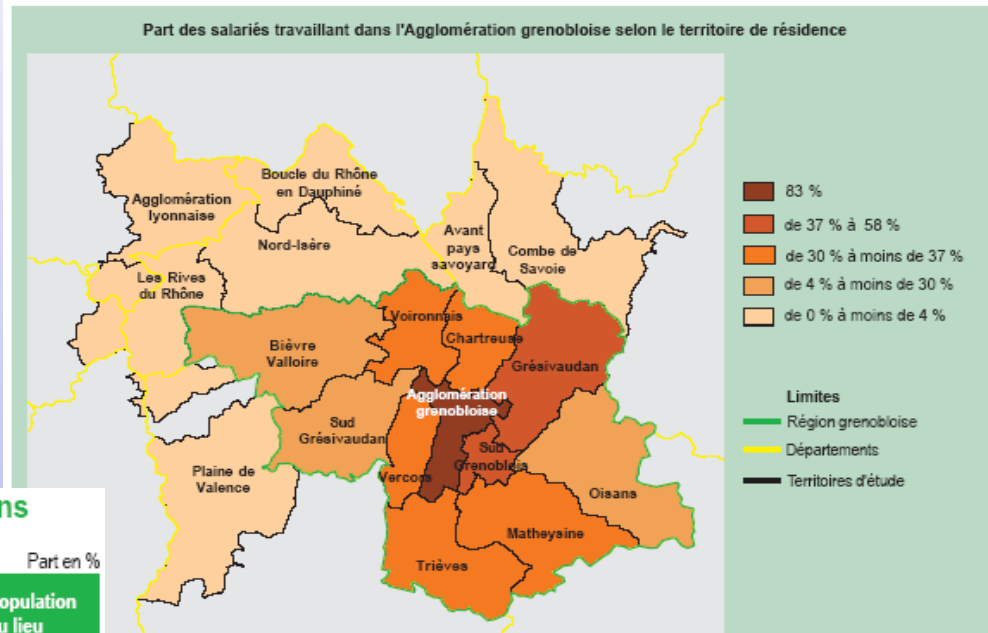 Part des salariés travaillant dans l'Agglomération grenobloise selon le territoire de résidence
Boucle du Rhône
en Dauphiné
Agglomération
lyonnaise
Avant
pays
savoyard
Combe de
Savoie
Nord-Isère
Les Rives
du Rhône
Voironnais
Chartreuse
Bièvre
Valloire
Grésivaudan
Agglomération
grenobloise
Sud
Grésivaudan
Sud
Grenoblois
Vercors
Plaine de
Valence
Oisans
Matheysine
Trièves
83 %
de 37 % à 58 %
de 30 % à moins de 37 %
de 4 % à moins de 30 %
de 0 % à moins de 4 %
Limites
Région grenobloise
Départements
Territoires d'étude
ns
Part en %
opulation
u lieu